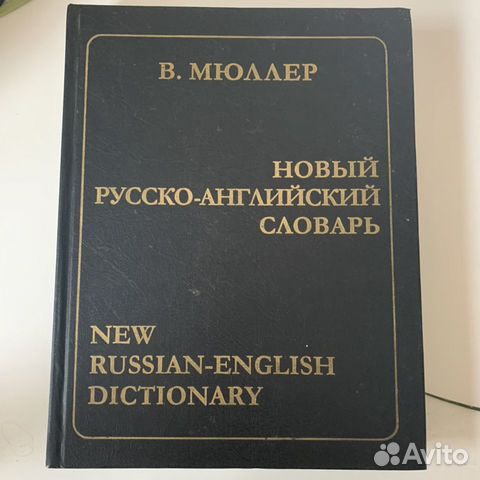 В. МЮЛЛЕР
НОВЫЙ
РУССКО-АНГЛИЙСКИЙ
СЛОВАРЬ
NEW
RUSSIAN-ENGLISH
DICTIONARY
Avito